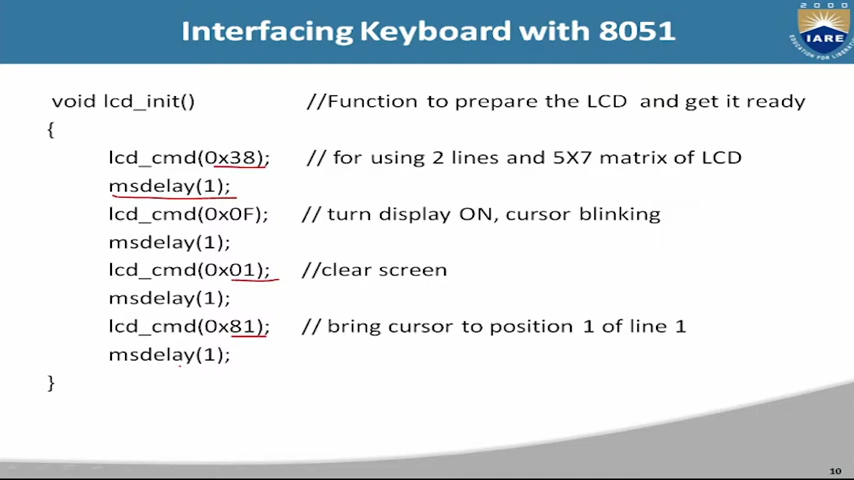 Interfacing Keyboard with 8051
2000
IARE
void lcd_init() //Function to prepare the LCD and get it ready
{
lcd_cmd(0x38); // for using 2 lines and 5X7 matrix of LCD
msdelay(1);
lcd_cmd(0x0F); // turn display ON, cursor blinking
msdelay(1);
lcd_cmd(0x01); //clear screen
msdelay(1);
lcd_cmd(0x81); // bring cursor to position 1 of line 1
msdelay(1);
}
10